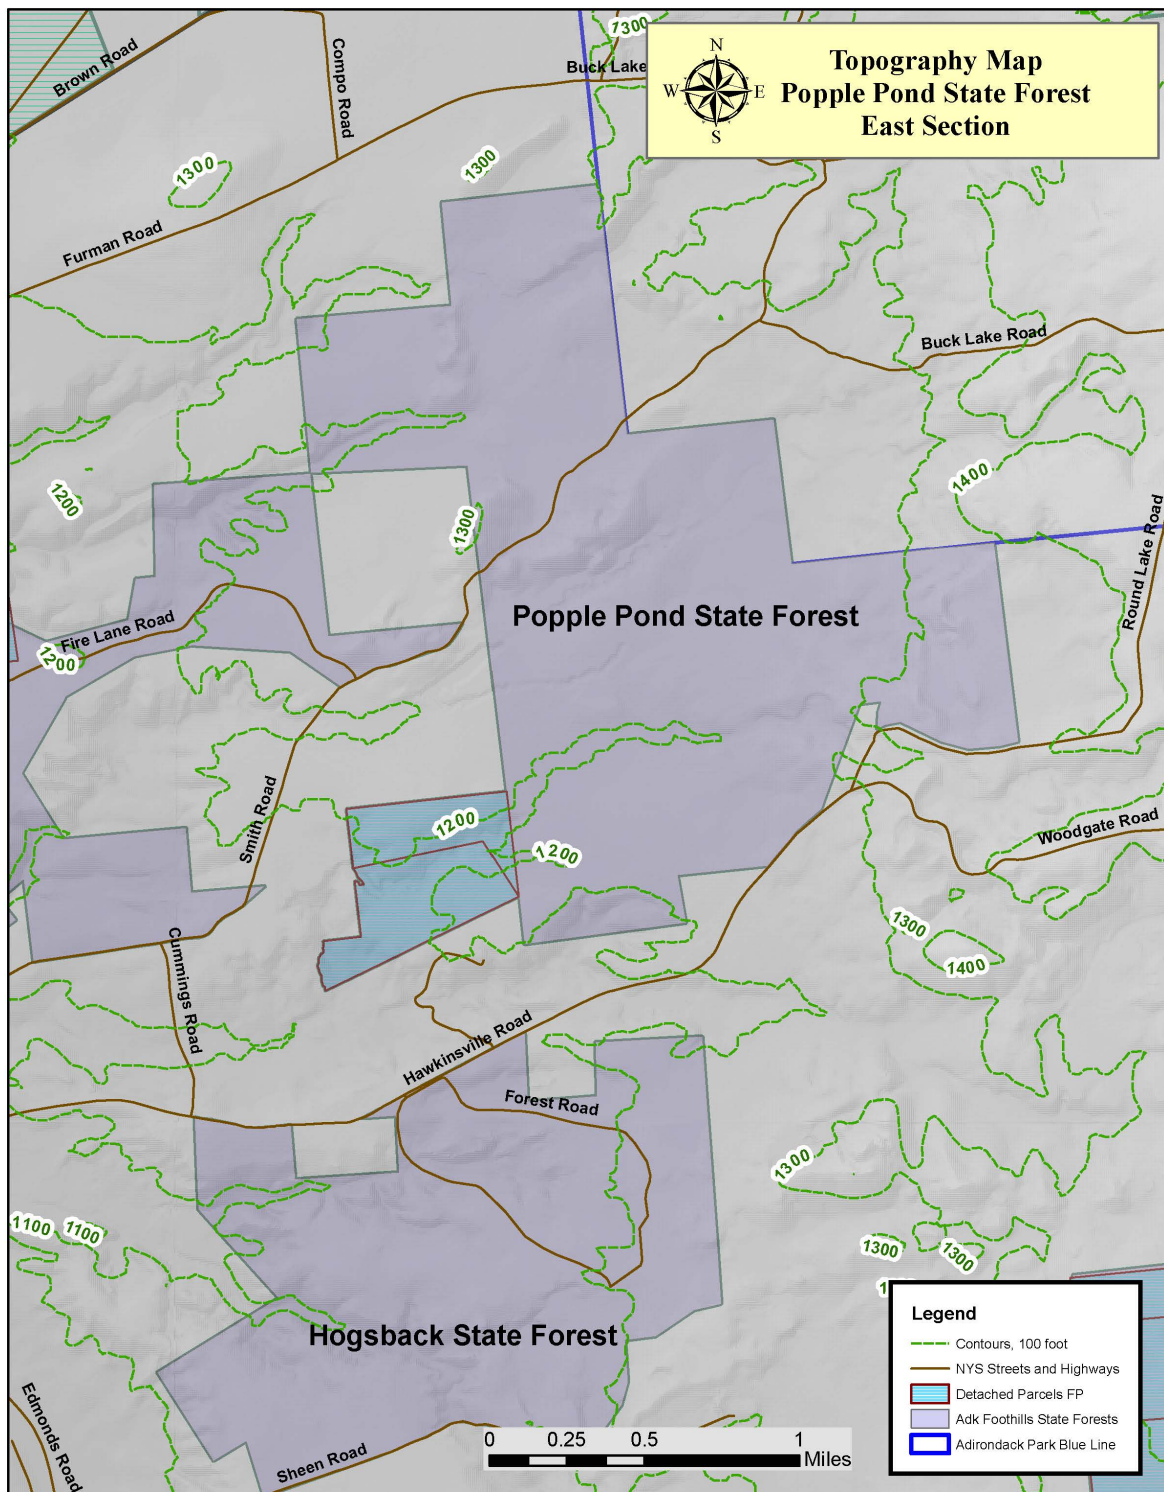 Topography Map
Popple Pond State Forest
East Section
N
W
E
S
Brown Road
Compo Road
Buck Lake
1300
1300
1300
Furman Road
Buck Lake Road
1400
1200
1300
Round Lake Road
Popple Pond State Forest
Fire Lane Road
1200
Smith Road
1200
1200
Woodgate Road
1300
1400
Cummings Road
Hawkinsville Road
Forest Road
1300
1100
1100
1300
1300
Hogsback State Forest
Edmonds Road
Sheen Road
0
0.25
0.5
1
Miles
Legend
Contours, 100 foot
NYS Streets and Highways
Detached Parcels FP
Adk Foothills State Forests
Adirondack Park Blue Line